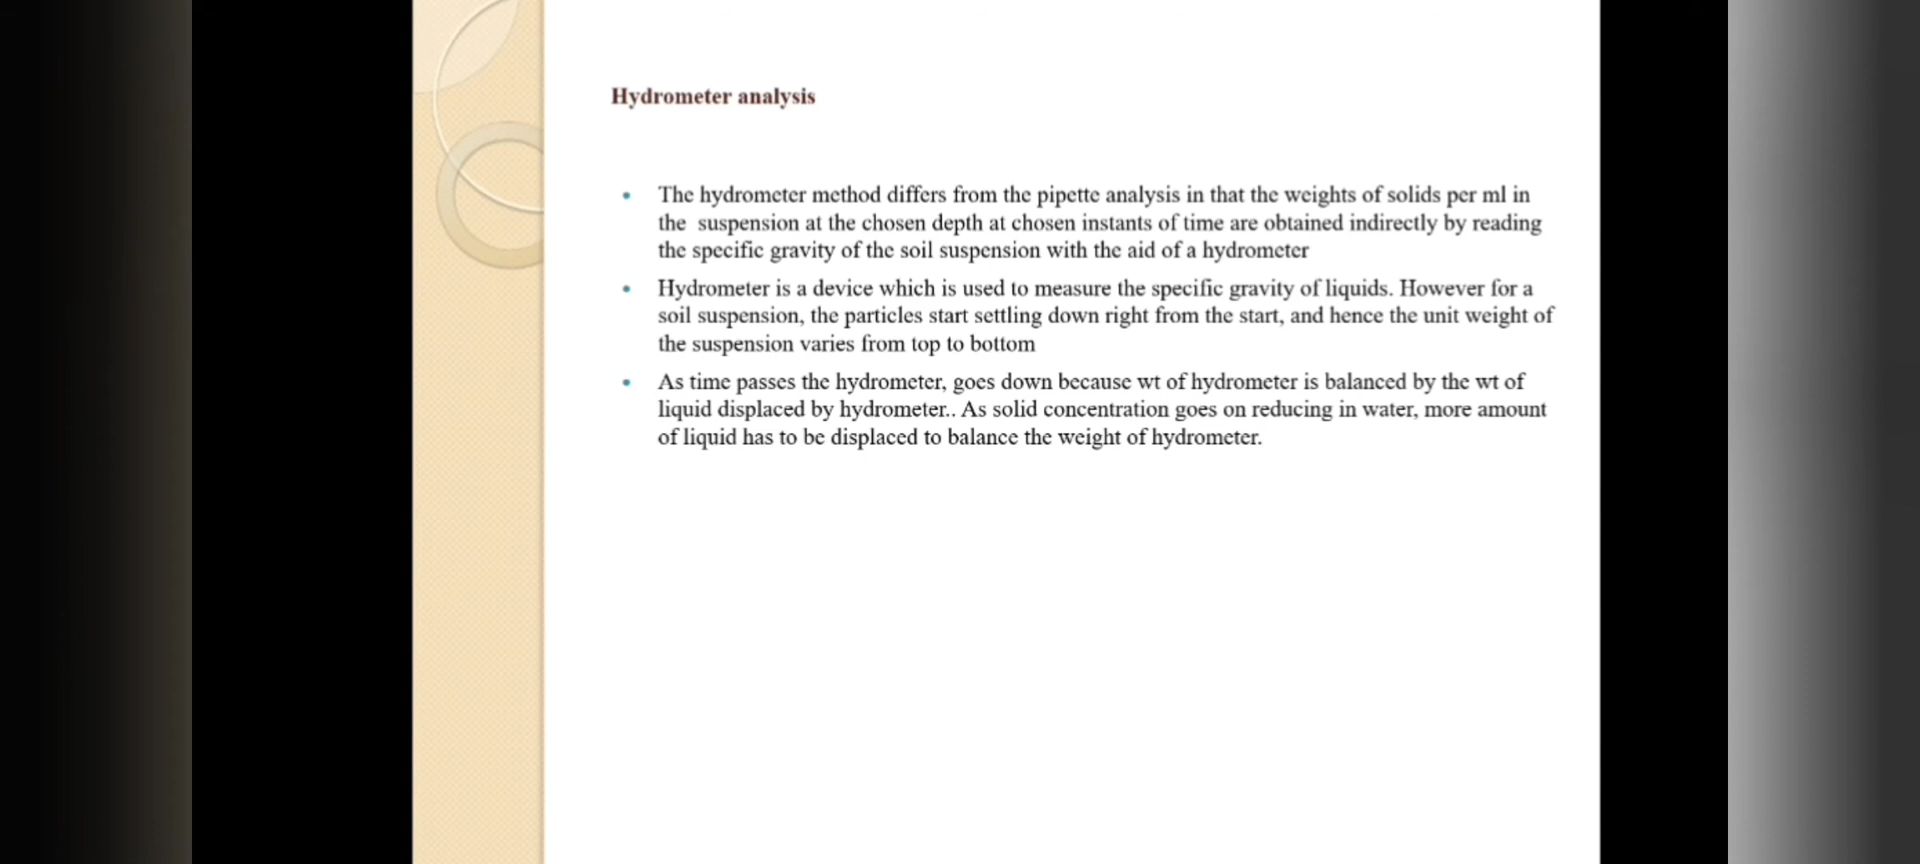 Hydrometer analysis
• The hydrometer method differs from the pipette analysis in that the weights of solids per ml in
the suspension at the chosen depth at chosen instants of time are obtained indirectly by reading
the specific gravity of the soil suspension with the aid of a hydrometer
• Hydrometer is a device which is used to measure the specific gravity of liquids. However for a
soil suspension, the particles start settling down right from the start, and hence the unit weight of
the suspension varies from top to bottom
• As time passes the hydrometer, goes down because wt of hydrometer is balanced by the wt of
liquid displaced by hydrometer.. As solid concentration goes on reducing in water, more amount
of liquid has to be displaced to balance the weight of hydrometer.